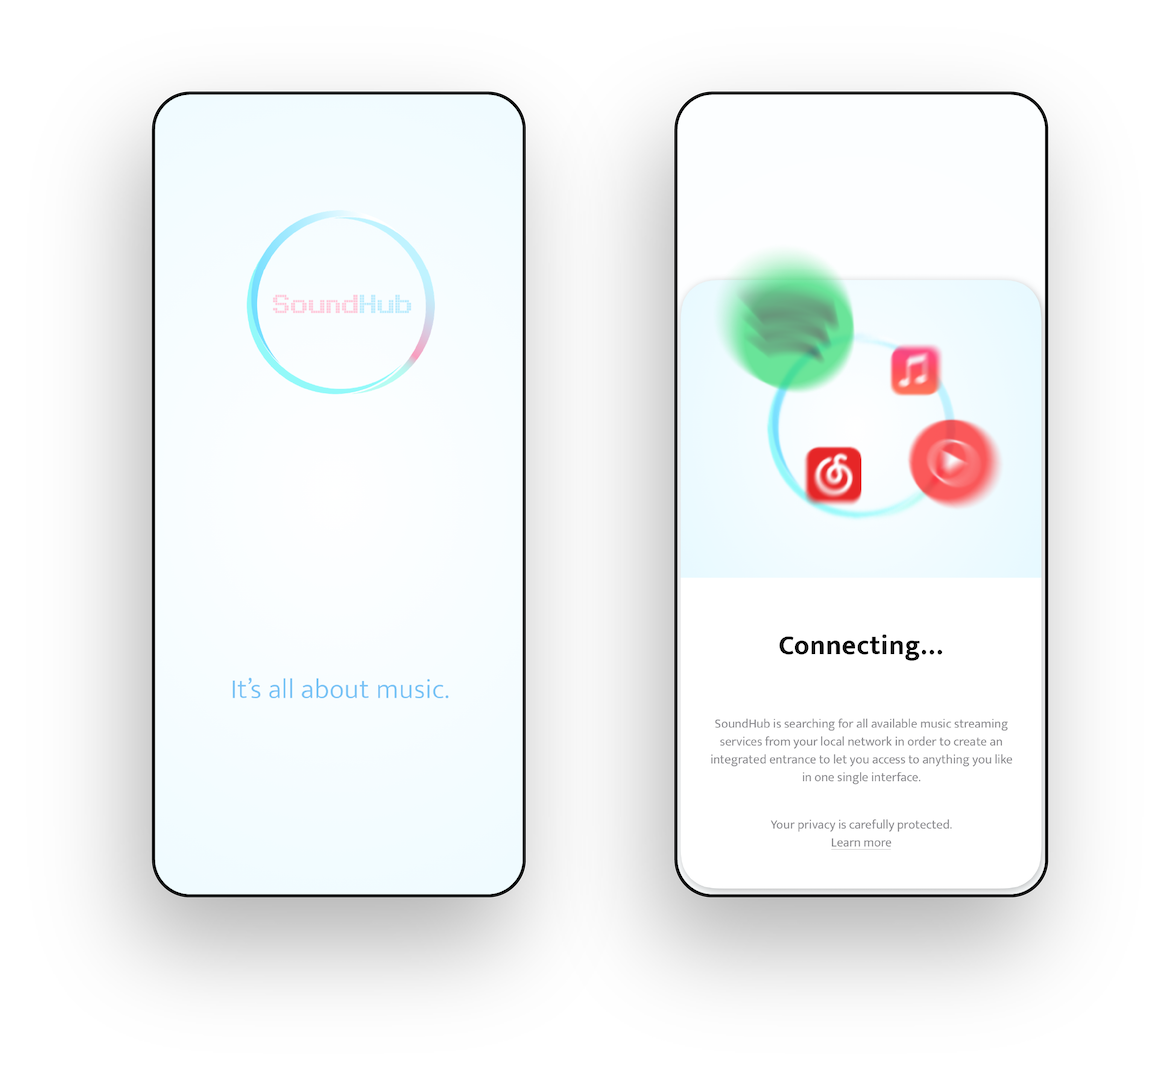 SoundHub
It’s all about music.
Connecting...
SoundHub is searching for all available music streaming
services from your local network in order to create an
integrated entrance to let you access to anything you like
in one single interface.
Your privacy is carefully protected.
Learn more